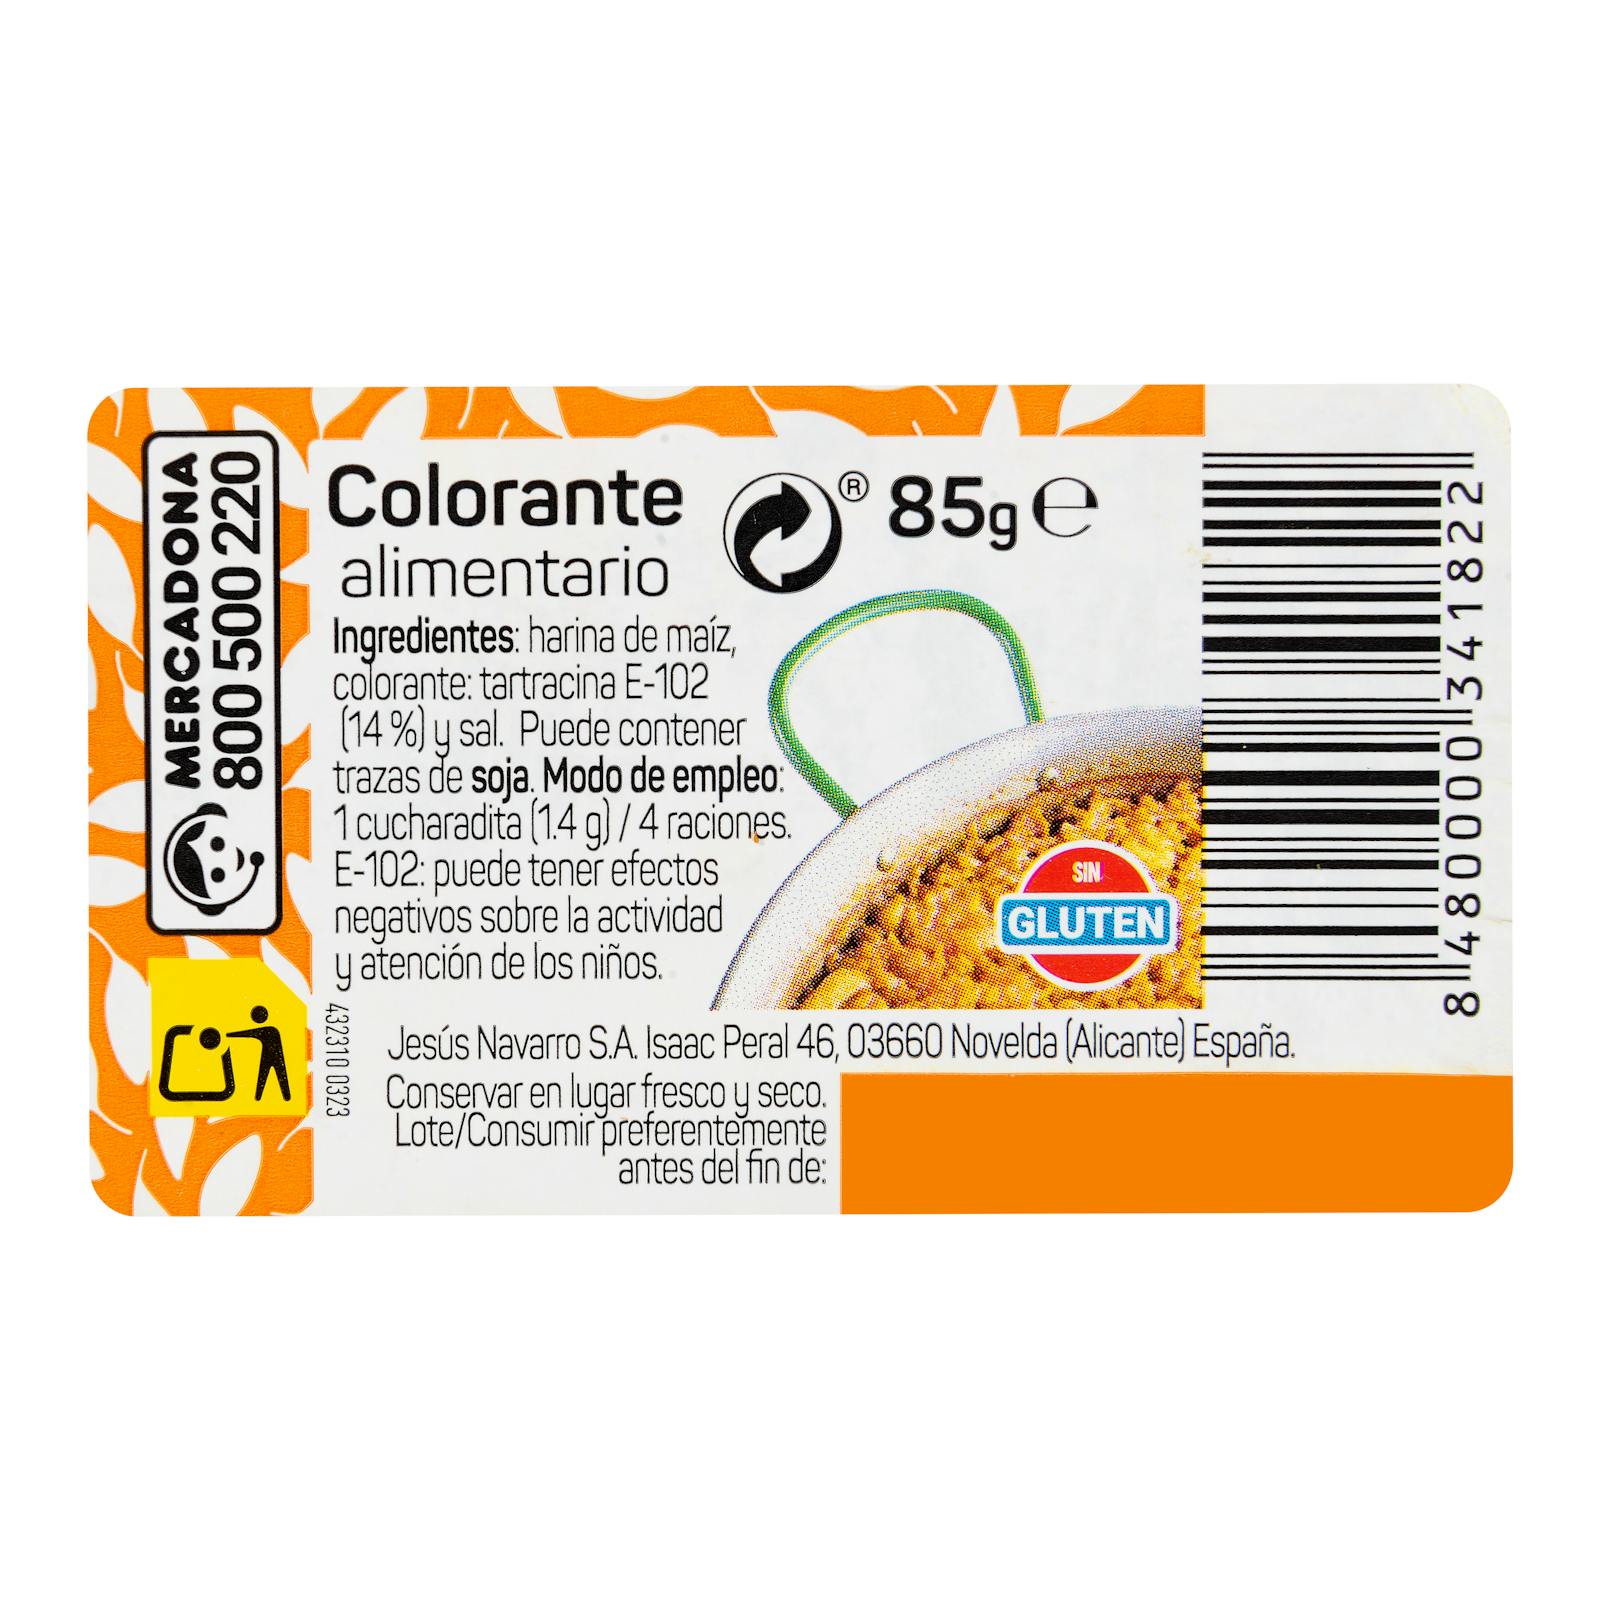 MERCADONA
800 500 220
Colorante
alimentario
® 85g ℮
Ingredientes: harina de maíz,
colorante: tartracina E-102
(14 %) y sal. Puede contener
trazas de soja. Modo de empleo:
1 cucharadita (1.4 g) / 4 raciones.
E-102: puede tener efectos
negativos sobre la actividad
y atención de los niños.
SIN
GLUTEN
432310 0323
Jesús Navarro S.A. Isaac Peral 46, 03660 Novelda (Alicante) España.
Conservar en lugar fresco y seco.
Lote/Consumir preferentemente
antes del fin de:
8 480000 341822